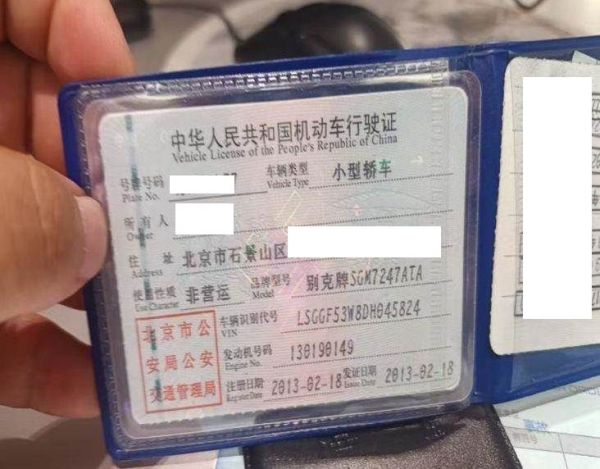 中华人民共和国机动车行驶证
Vehicle License of the People's Republic of China
号牌号码 车辆类型 小型轿车
Plate No. Vehicle Type
所有人
Owner
住 址 北京市石景山区
Address
使用性质 非营运 品牌型号 别克牌SGM7247ATA
Use Character Model
北京市公
安局公安
交通管理局
车辆识别代号 LSGGF53W8DH045824
VIN
发动机号码 130190149
Engine No.
注册日期 2013-02-18 发证日期 2013-02-18
Register Date Issue Date